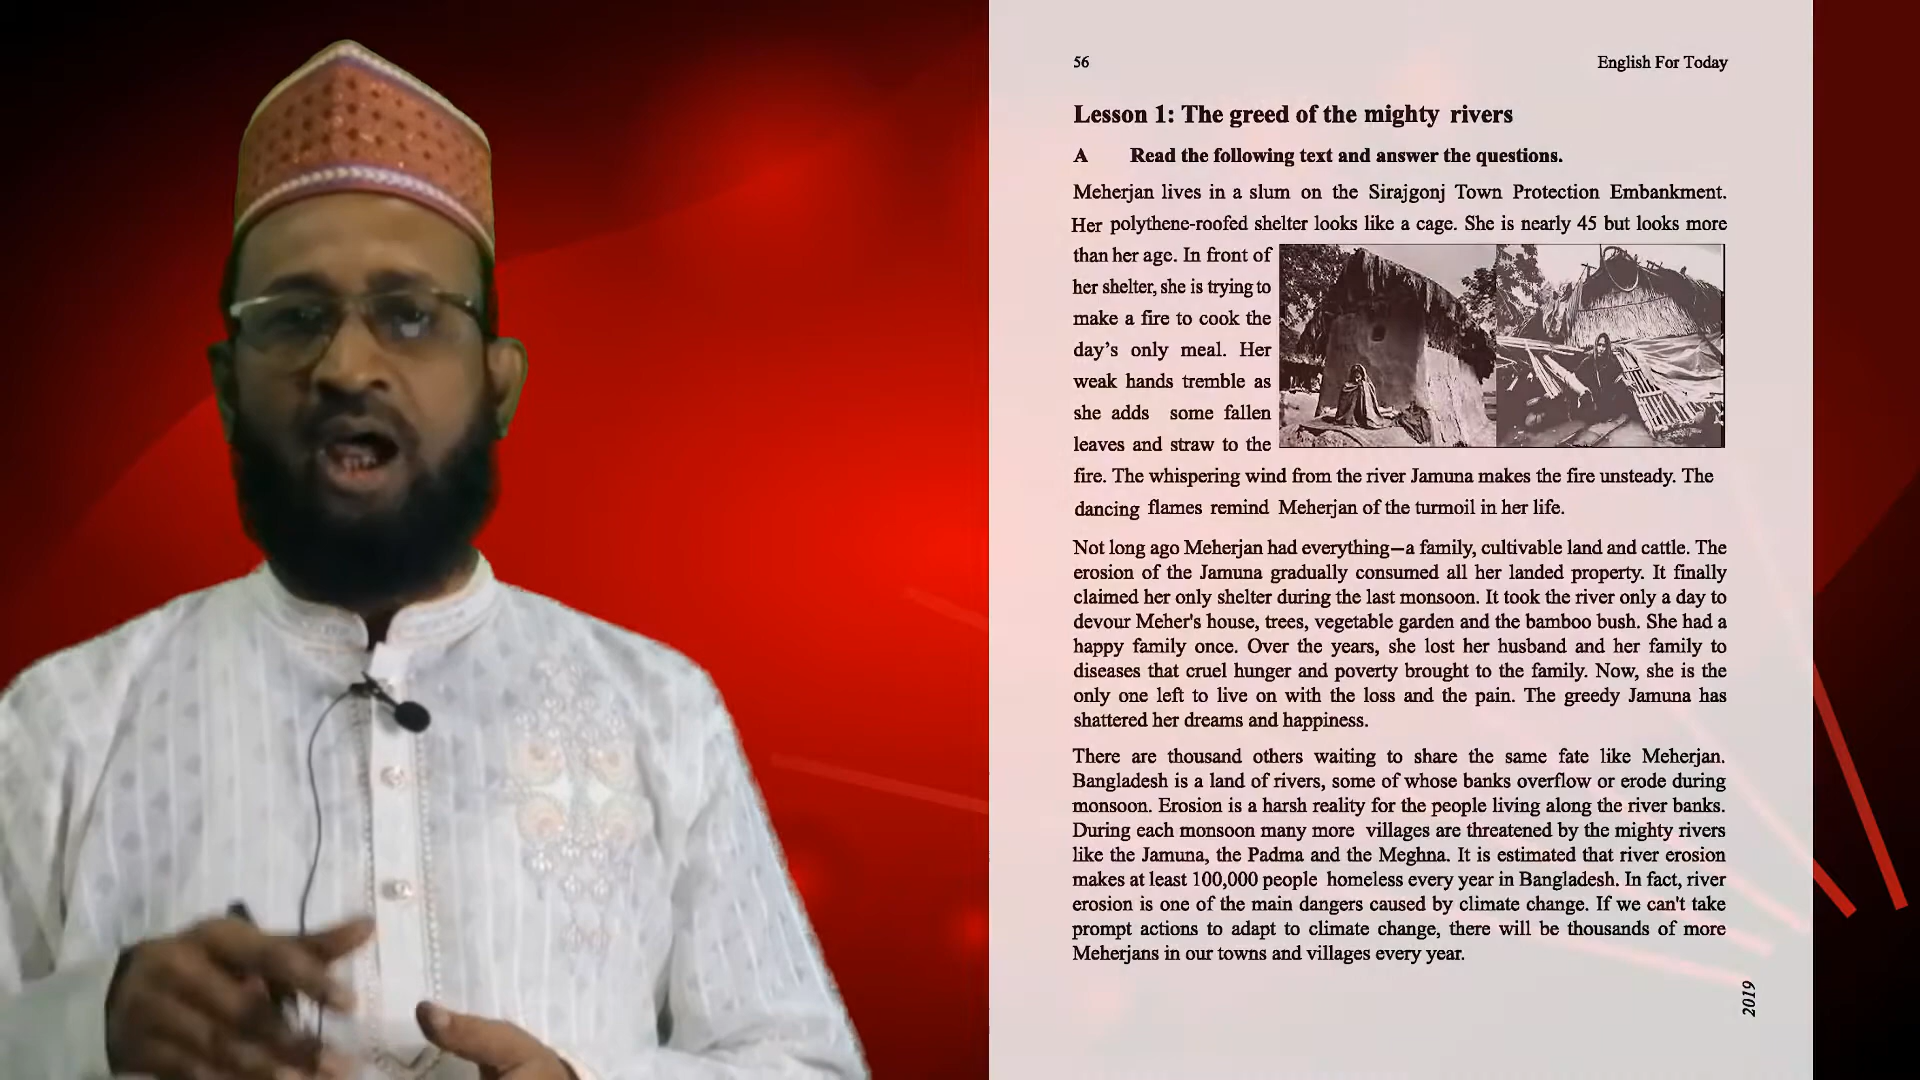 56 English For Today
Lesson 1: The greed of the mighty rivers
A Read the following text and answer the questions.
Meherjan lives in a slum on the Sirajgonj Town Protection Embankment.
Her polythene-roofed shelter looks like a cage. She is nearly 45 but looks more
than her age. In front of
her shelter, she is trying to
make a fire to cook the
day's only meal. Her
weak hands tremble as
she adds some fallen
leaves and straw to the
fire. The whispering wind from the river Jamuna makes the fire unsteady. The
dancing flames remind Meherjan of the turmoil in her life.
Not long ago Meherjan had everything—a family, cultivable land and cattle. The
erosion of the Jamuna gradually consumed all her landed property. It finally
claimed her only shelter during the last monsoon. It took the river only a day to
devour Meher's house, trees, vegetable garden and the bamboo bush. She had a
happy family once. Over the years, she lost her husband and her family to
diseases that cruel hunger and poverty brought to the family. Now, she is the
only one left to live on with the loss and the pain. The greedy Jamuna has
shattered her dreams and happiness.
There are thousand others waiting to share the same fate like Meherjan.
Bangladesh is a land of rivers, some of whose banks overflow or erode during
monsoon. Erosion is a harsh reality for the people living along the river banks.
During each monsoon many more villages are threatened by the mighty rivers
like the Jamuna, the Padma and the Meghna. It is estimated that river erosion
makes at least 100,000 people homeless every year in Bangladesh. In fact, river
erosion is one of the main dangers caused by climate change. If we can't take
prompt actions to adapt to climate change, there will be thousands of more
Meherjans in our towns and villages every year.
2019